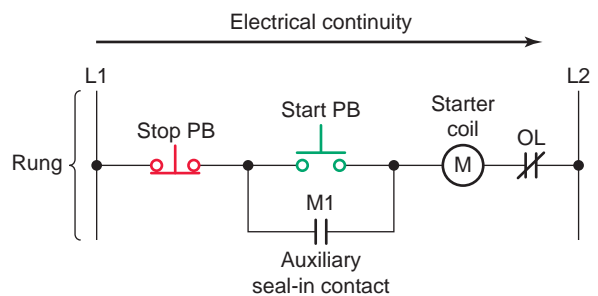 Electrical continuity
L1
L2
Start PB
Starter
coil
Stop PB
OL
Rung
M
M1
Auxiliary
seal-in contact